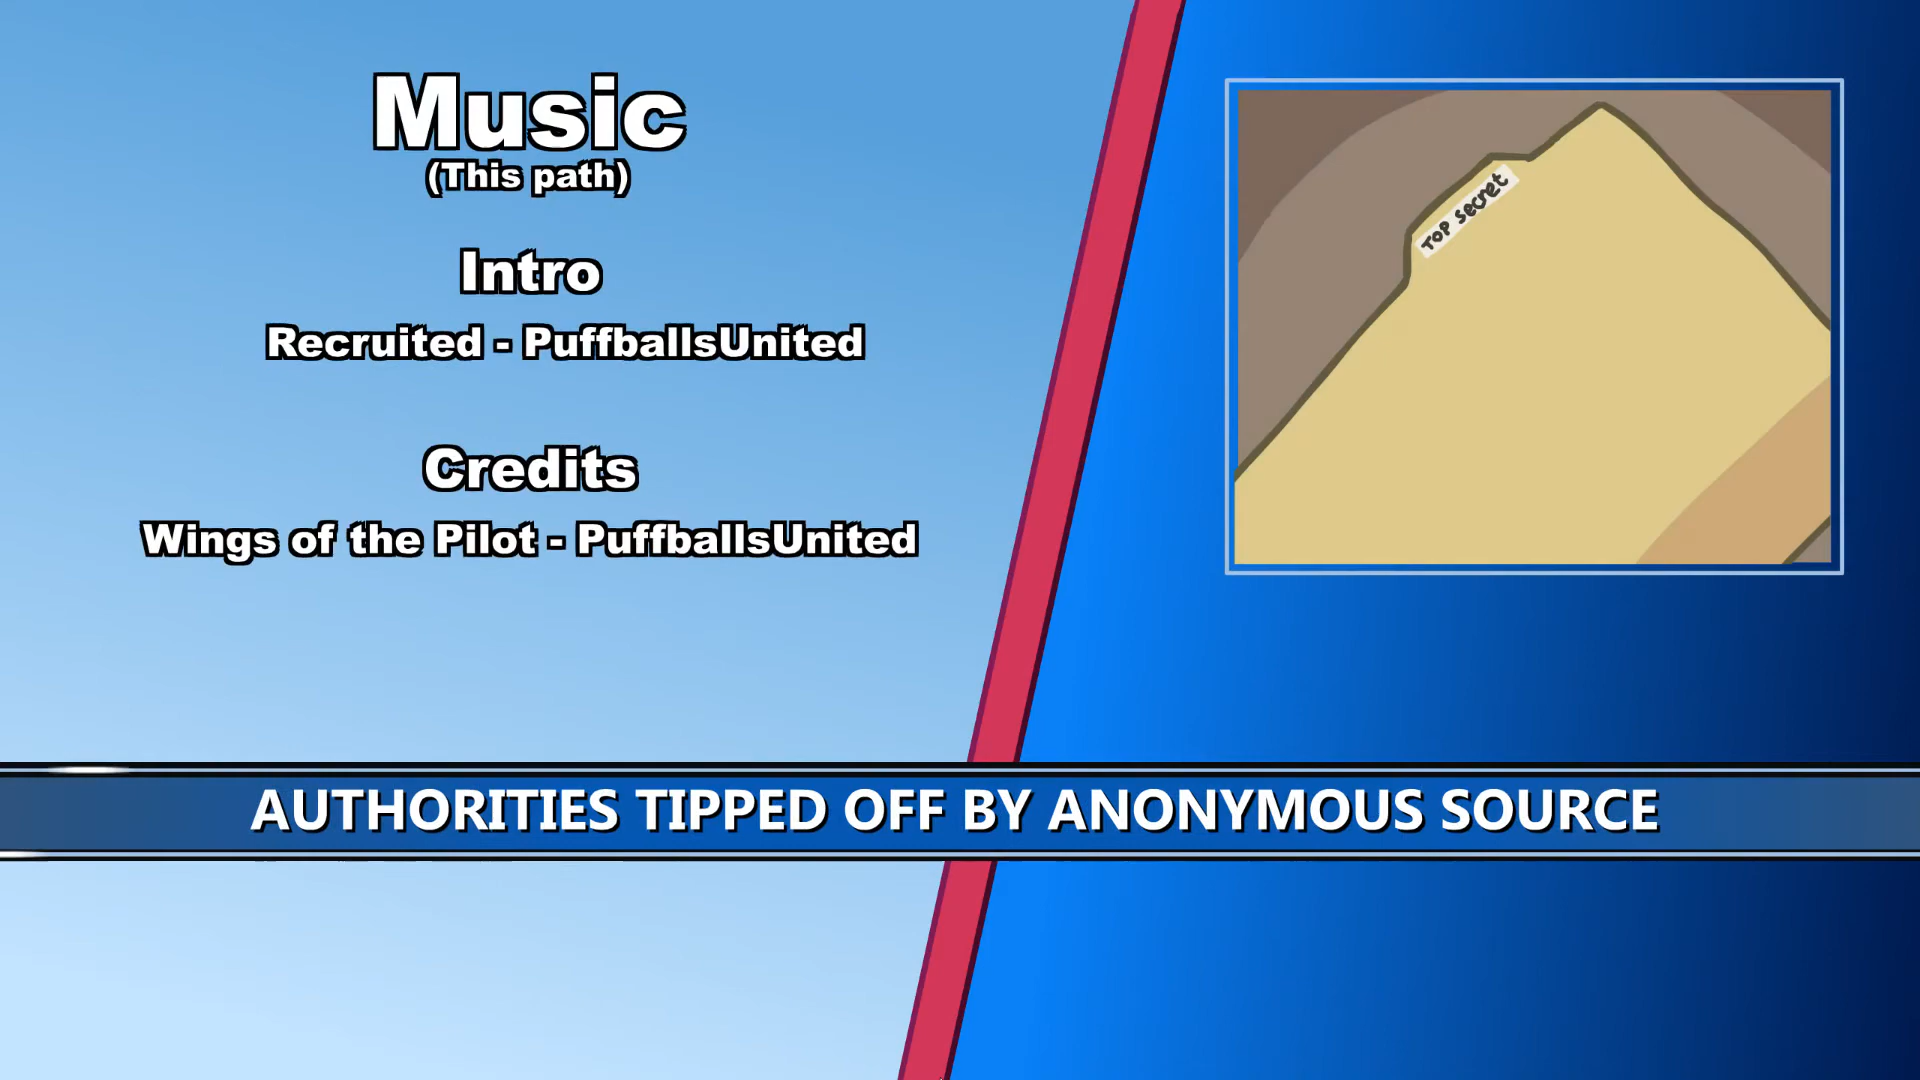 Music
(This path)
Intro
Recruited - PuffballsUnited
Credits
Wings of the Pilot - PuffballsUnited
Top secret
AUTHORITIES TIPPED OFF BY ANONYMOUS SOURCE